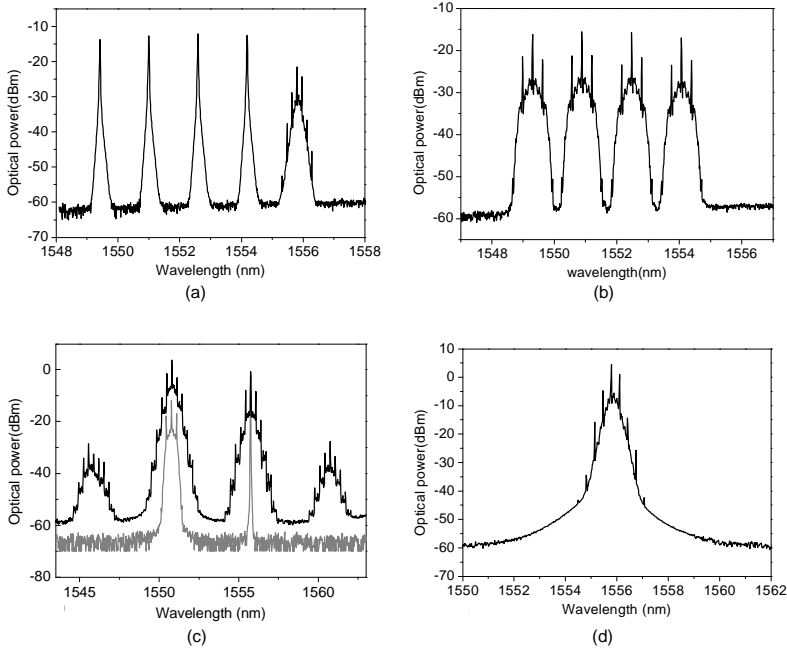 -10
-20
-30
-40
-50
-60
-70
1548 1550 1552 1554 1556 1558
Optical power(dBm)
Wavelength (nm)
(a)
-10
-20
-30
-40
-50
-60
1548 1550 1552 1554 1556
Optical power(dBm)
wavelength(nm)
(b)
0
-20
-40
-60
-80
1545 1550 1555 1560
Optical power(dBm)
Wavelength (nm)
(c)
10
0
-10
-20
-30
-40
-50
-60
-70
1550 1552 1554 1556 1558 1560 1562
Optical power(dBm)
Wavelength (nm)
(d)